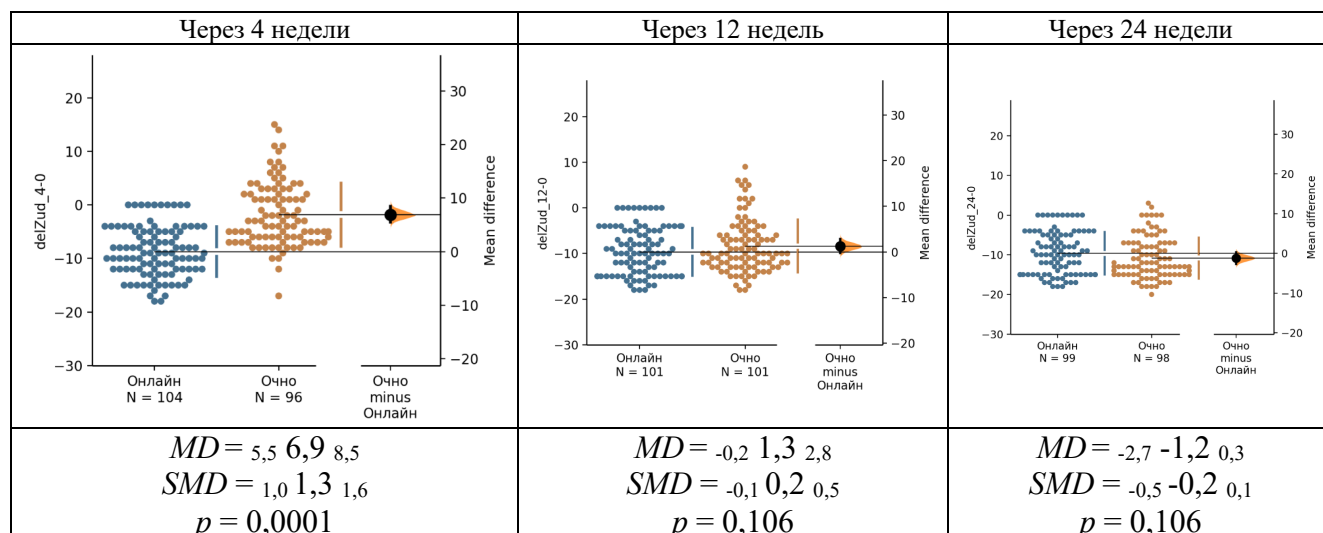 Через 4 недели
Через 12 недель
Через 24 недели
20
10
0
−10
−20
−30
delZud_4-0
30
20
10
0
−10
−20
Mean difference
Онлайн
N = 104
Очно
N = 96
Очно
minus
Онлайн
20
10
0
−10
−20
−30
delZud_12-0
30
20
10
0
−10
−20
Mean difference
Онлайн
N = 101
Очно
N = 101
Очно
minus
Онлайн
20
10
0
−10
−20
−30
delZud_24-0
30
20
10
0
−10
−20
Mean difference
Онлайн
N = 99
Очно
N = 98
Очно
minus
Онлайн
MD = 5,5 6,9 8,5
SMD = 1,0 1,3 1,6
p = 0,0001
MD = -0,2 1,3 2,8
SMD = -0,1 0,2 0,5
p = 0,106
MD = -2,7 -1,2 0,3
SMD = -0,5 -0,2 0,1
p = 0,106